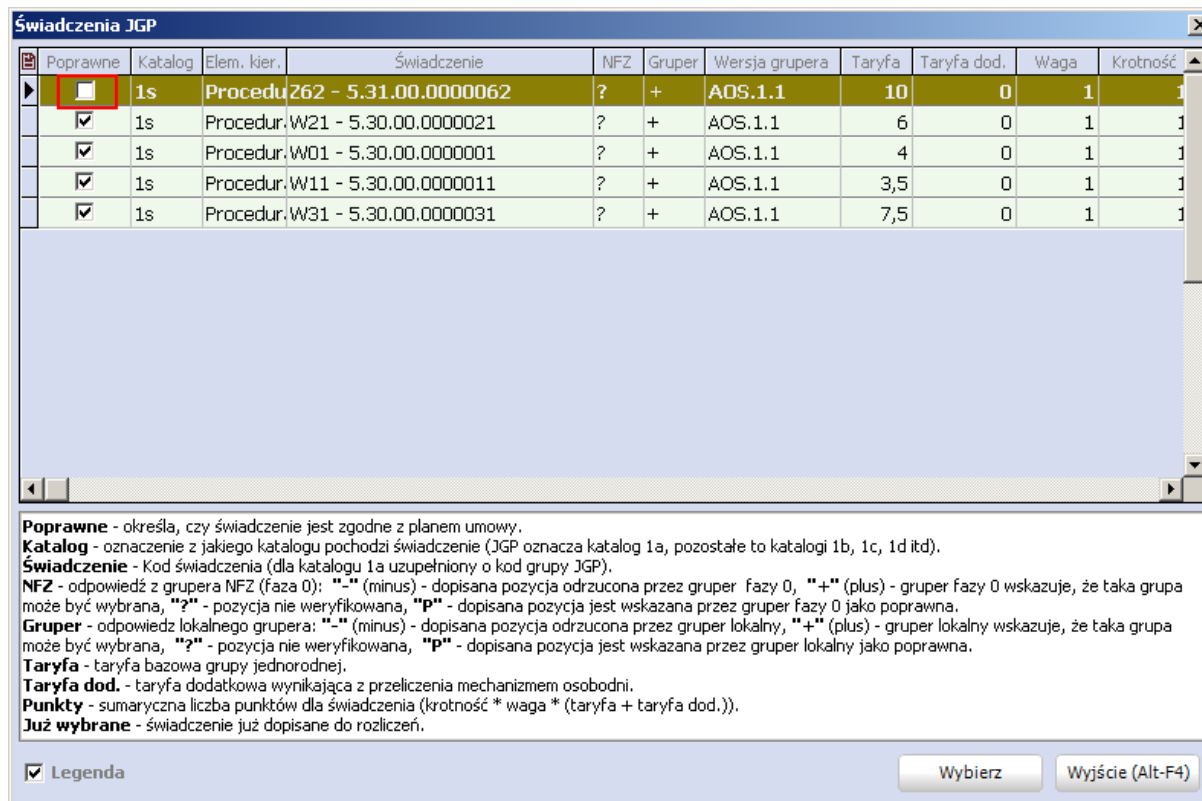 Świadczenia JGP
Poprawne Katalog Elem. kier. Świadczenie NFZ Gruper Wersja grupera Taryfa Taryfa dod. Waga Krotność
1s Procedu Z62 - 5.31.00.0000062 ? + AOS.1.1 10 0 1 1
1s Procedur W21 - 5.30.00.0000021 ? + AOS.1.1 6 0 1 1
1s Procedur W01 - 5.30.00.0000001 ? + AOS.1.1 4 0 1 1
1s Procedur W11 - 5.30.00.0000011 ? + AOS.1.1 3,5 0 1 1
1s Procedur W31 - 5.30.00.0000031 ? + AOS.1.1 7,5 0 1 1
Poprawne - określa, czy świadczenie jest zgodne z planem umowy.
Katalog - oznaczenie z jakiego katalogu pochodzi świadczenie (JGP oznacza katalog 1a, pozostałe to katalogi 1b, 1c, 1d itd).
Świadczenie - Kod świadczenia (dla katalogu 1a uzupełniony o kod grupy JGP).
NFZ - odpowiedź z grupera NFZ (faza 0): "-" (minus) - dopisana pozycja odrzucona przez gruper fazy 0, "+" (plus) - gruper fazy 0 wskazuje, że taka grupa
może być wybrana, "?" - pozycja nie weryfikowana, "P" - dopisana pozycja jest wskazana przez gruper fazy 0 jako poprawna.
Gruper - odpowiedz lokalnego grupera: "-" (minus) - dopisana pozycja odrzucona przez gruper lokalny, "+" (plus) - gruper lokalny wskazuje, że taka grupa
może być wybrana, "?" - pozycja nie weryfikowana, "P" - dopisana pozycja jest wskazana przez gruper lokalny jako poprawna.
Taryfa - taryfa bazowa grupy jednorodnej.
Taryfa dod. - taryfa dodatkowa wynikająca z przeliczenia mechanizmem osobodni.
Punkty - sumaryczna liczba punktów dla świadczenia (krotność * waga * (taryfa + taryfa dod.)).
Już wybrane - świadczenie już dopisane do rozliczeń.
Legenda
Wybierz
Wyjście (Alt-F4)